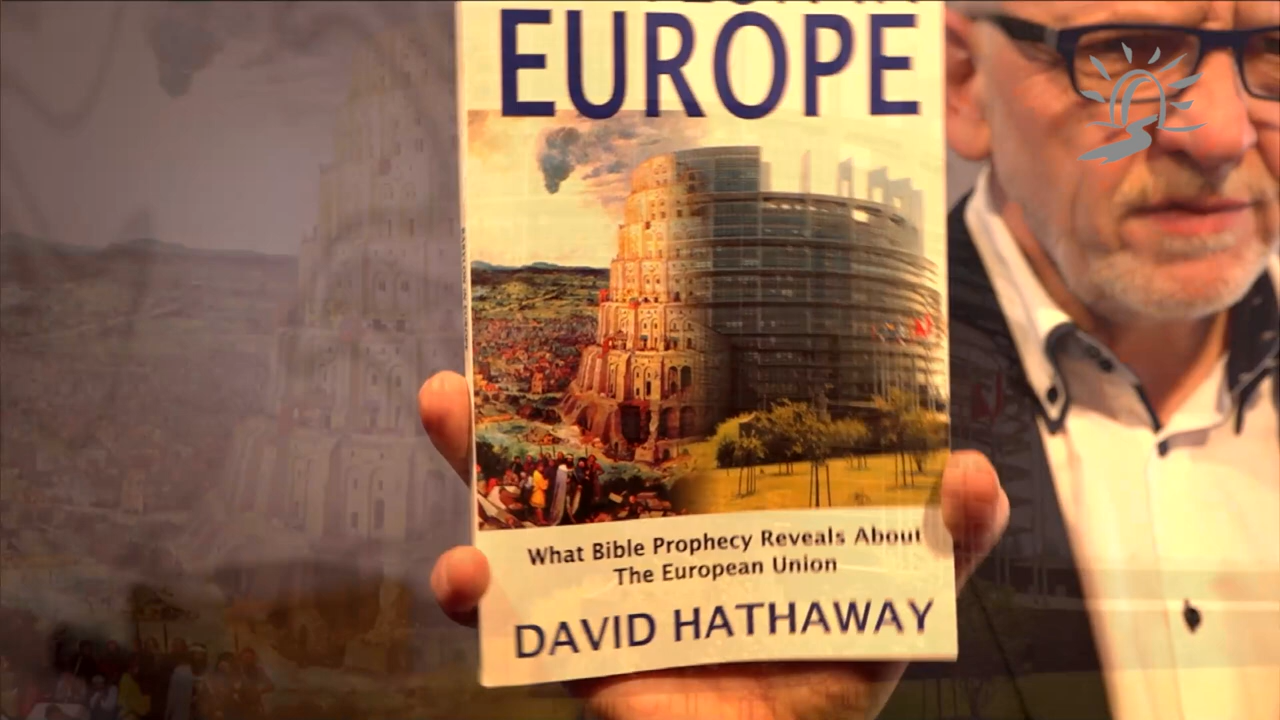 EUROPE
What Bible Prophecy Reveals About
The European Union
DAVID HATHAWAY